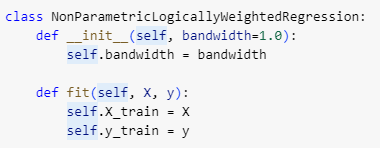 class NonParametricLogicallyWeightedRegression:
    def __init__(self, bandwidth=1.0):
        self.bandwidth = bandwidth
    def fit(self, X, y):
        self.X_train = X
        self.y_train = y